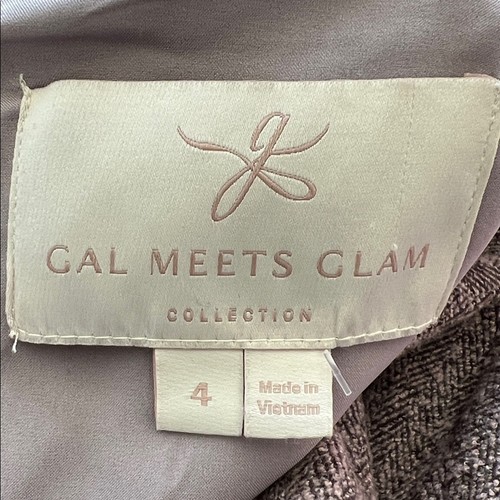 GAL MEETS GLAM
COLLECTION
4
Made in
Vietnam